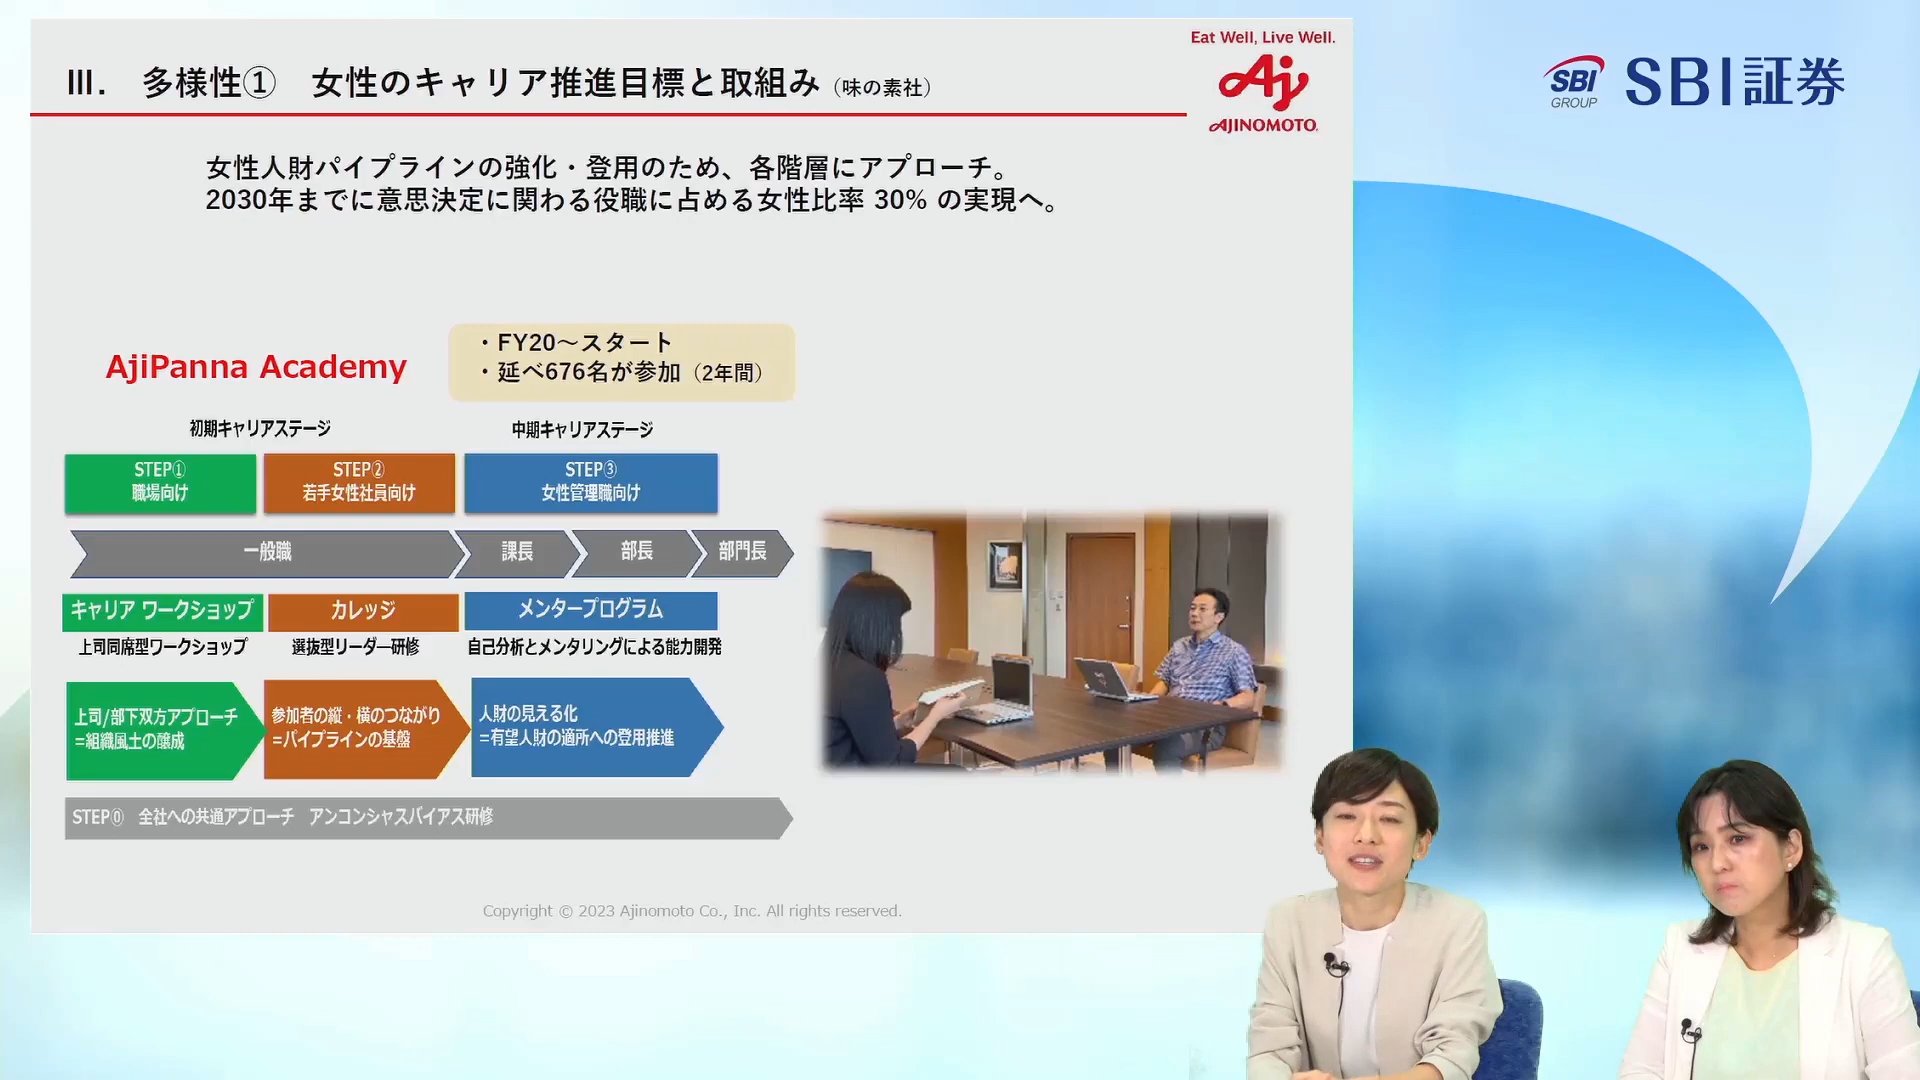 Ⅲ. 多様性① 女性のキャリア推進目標と取組み（味の素社）
Eat Well, Live Well.
Aj
AJINOMOTO
SBI
GROUP
SBI証券
女性人財パイプラインの強化・登用のため、各階層にアプローチ。
2030年までに意思決定に関わる役職に占める女性比率 30% の実現へ。
AjiPanna Academy
・FY20～スタート
・延べ676名が参加（2年間）
初期キャリアステージ
中期キャリアステージ
STEP①
職場向け
STEP②
若手女性社員向け
STEP③
女性管理職向け
一般職
課長
部長
部門長
キャリア ワークショップ
カレッジ
メンタープログラム
上司同席型ワークショップ
選抜型リーダー研修
自己分析とメンタリングによる能力開発
上司/部下双方アプローチ
=組織風土の醸成
参加者の縦・横のつながり
=パイプラインの基盤
人財の見える化
=有望人財の適所への登用推進
STEP⓪ 全社への共通アプローチ アンコンシャスバイアス研修
Copyright © 2023 Ajinomoto Co., Inc. All rights reserved.